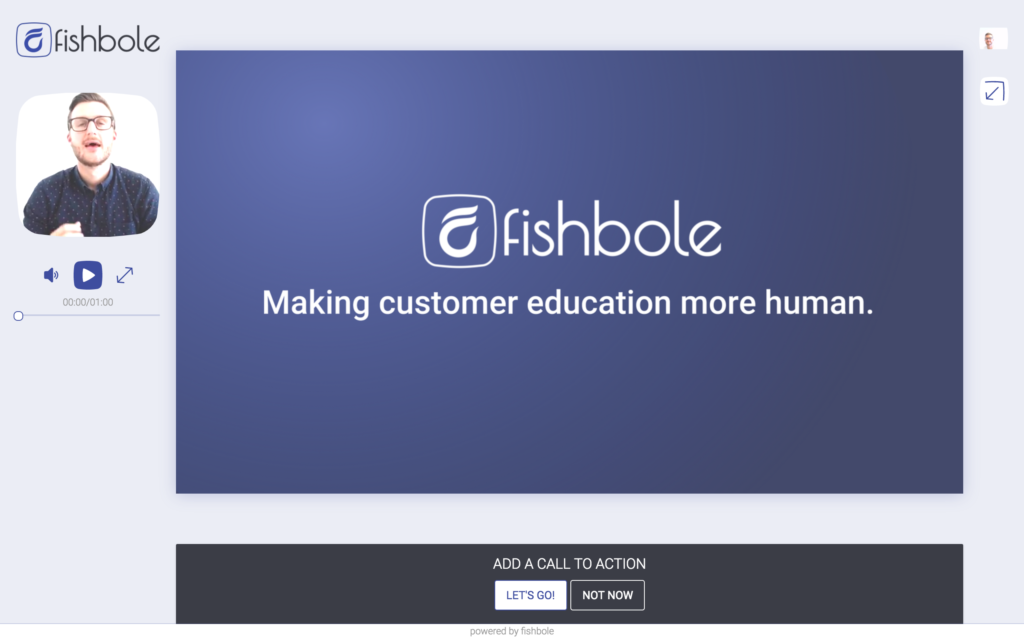 fishbole
00:00/01:00
fishbole
Making customer education more human.
ADD A CALL TO ACTION
LET'S GO! NOT NOW
powered by fishbole